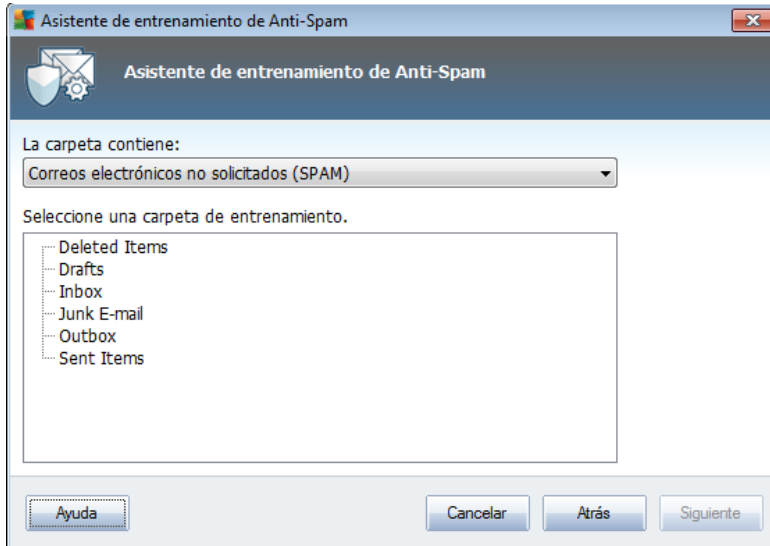 Asistente de entrenamiento de Anti-Spam
Asistente de entrenamiento de Anti-Spam
La carpeta contiene:
Correos electrónicos no solicitados (SPAM)
Seleccione una carpeta de entrenamiento.
Deleted Items
Drafts
Inbox
Junk E-mail
Outbox
Sent Items
Ayuda
Cancelar
Atrás
Siguiente